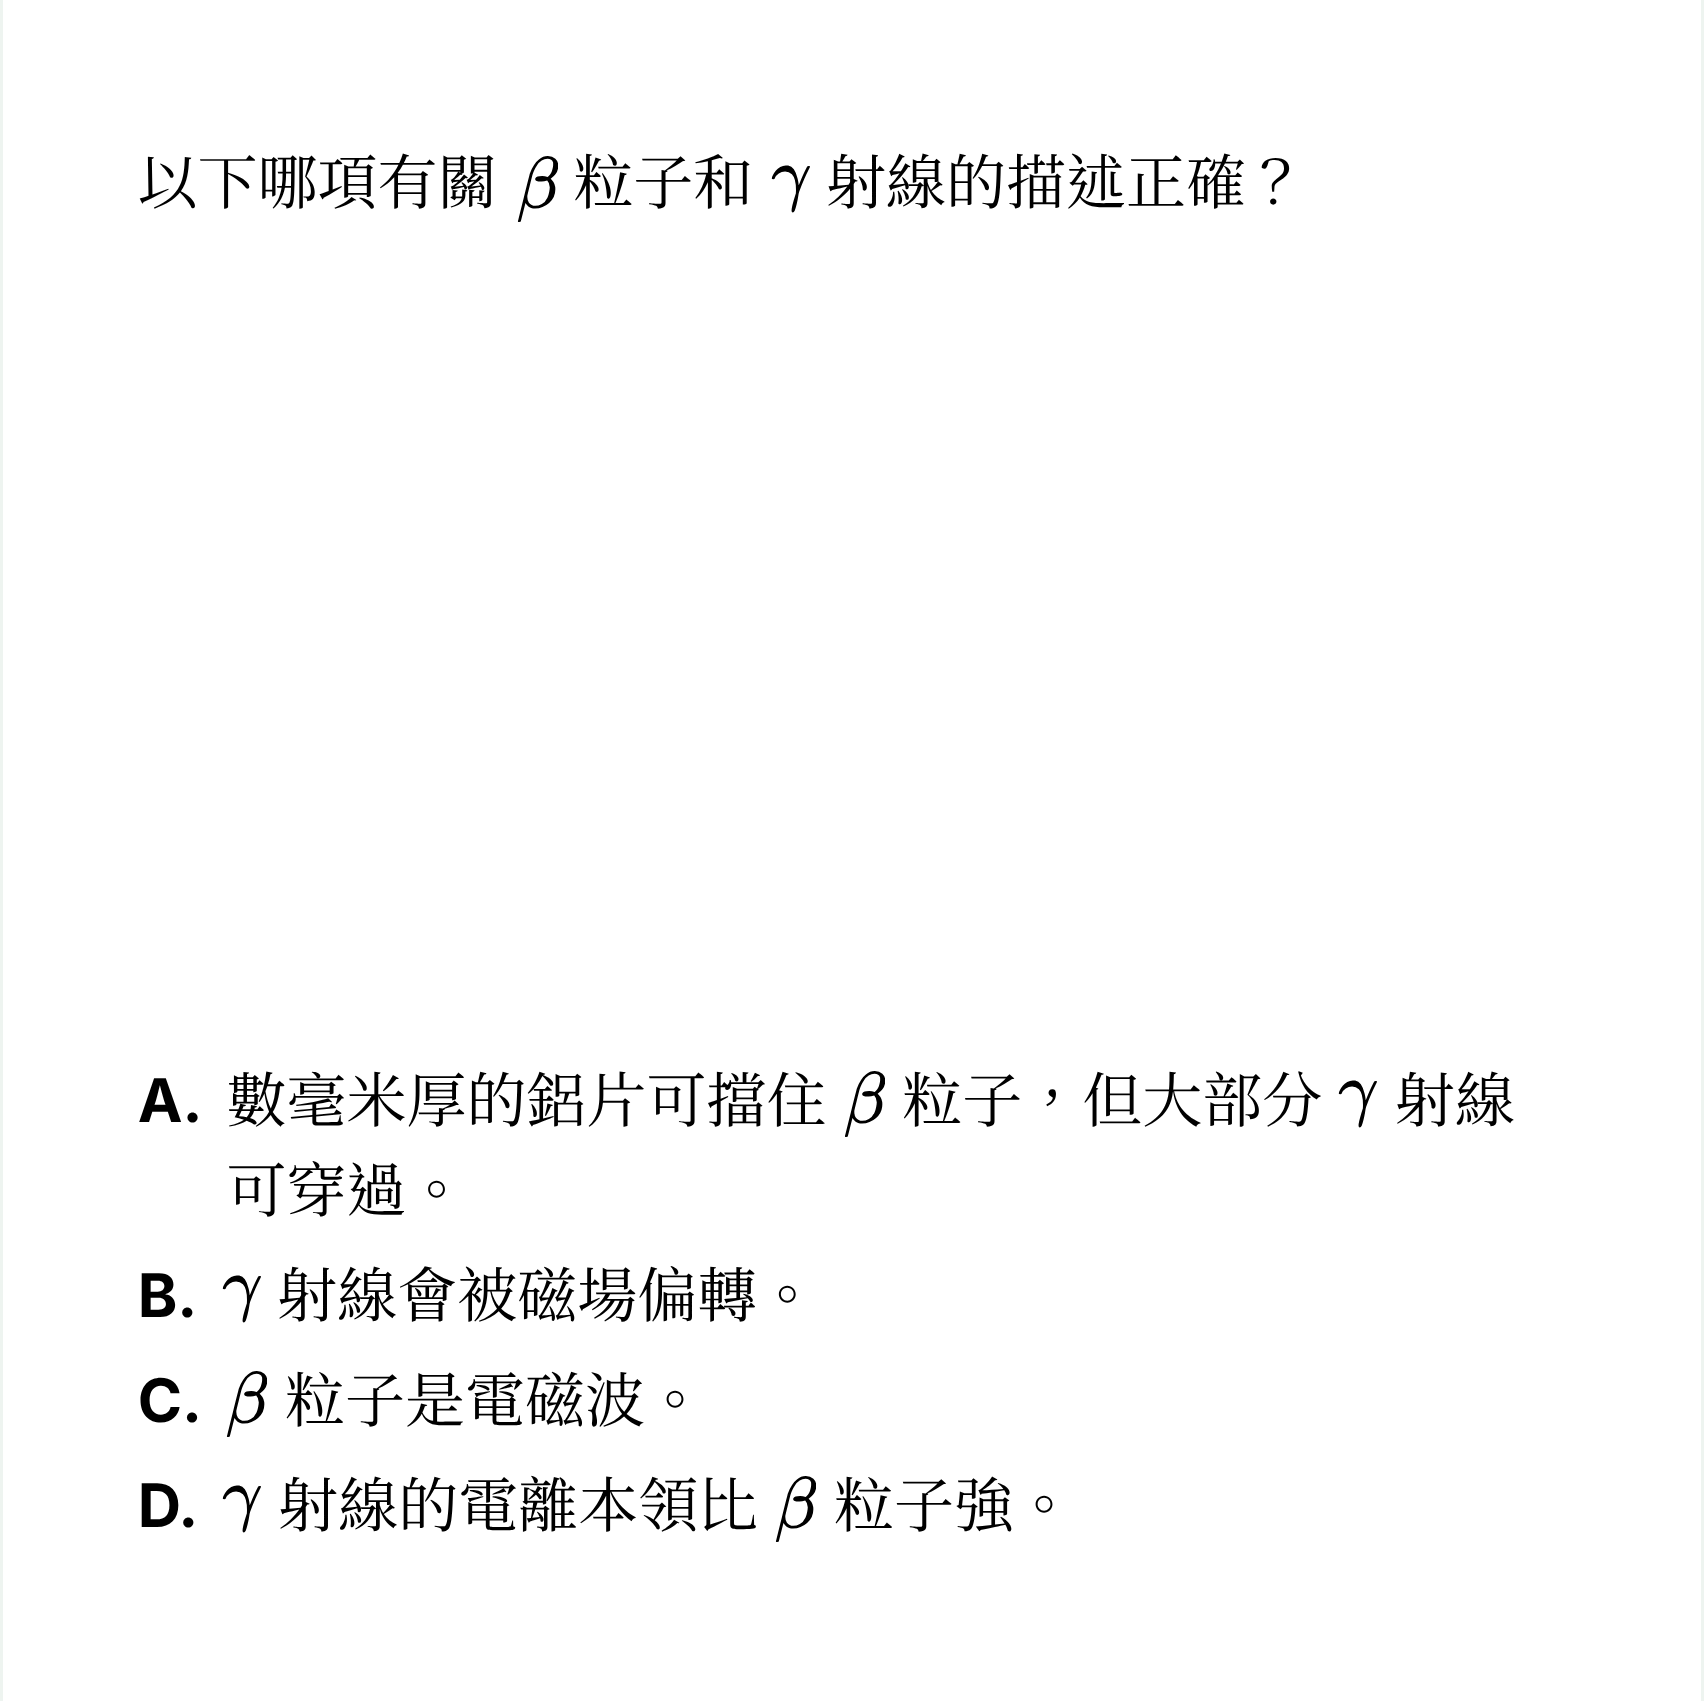 以下哪項有關 β 粒子和 γ 射線的描述正確？
A. 數毫米厚的鋁片可擋住 β 粒子，但大部分 γ 射線
可穿過。
B. γ 射線會被磁場偏轉。
C. β 粒子是電磁波。
D. γ 射線的電離本領比 β 粒子強。